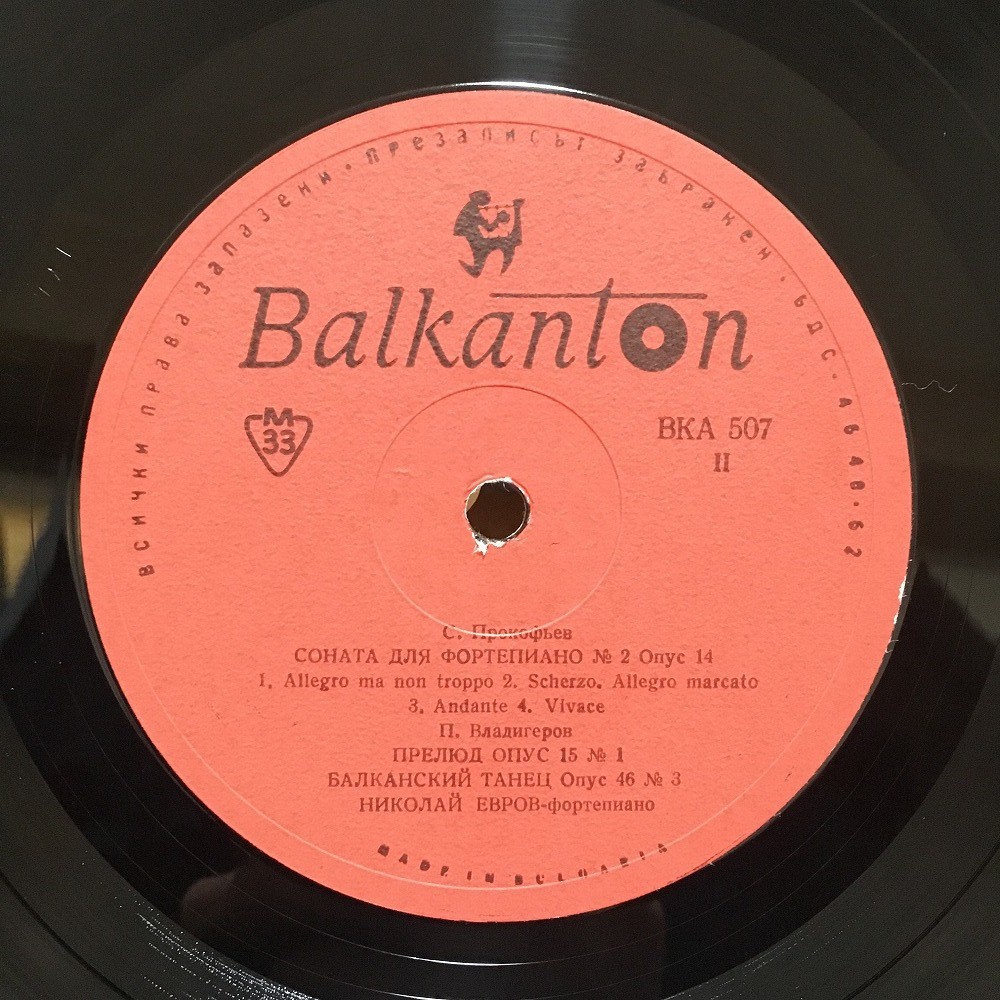 ВСИЧКИ ПРАВА ЗАПАЗЕНИ · ПРЕЗАПИСЪТ ЗАБРАНЕН · БДС ·
Balkanton
M
33
ВКА 507
II
С. Прокофьев
СОНАТА ДЛЯ ФОРТЕПИАНО № 2 Опус 14
1. Allegro ma non troppo 2. Scherzo. Allegro marcato
3. Andante 4. Vivace
П. Владигеров
ПРЕЛЮД ОПУС 15 № 1
БАЛКАНСКИЙ ТАНЕЦ Опус 46 № 3
НИКОЛАЙ ЕВРОВ-фортепиано
MADE IN BULGARIA